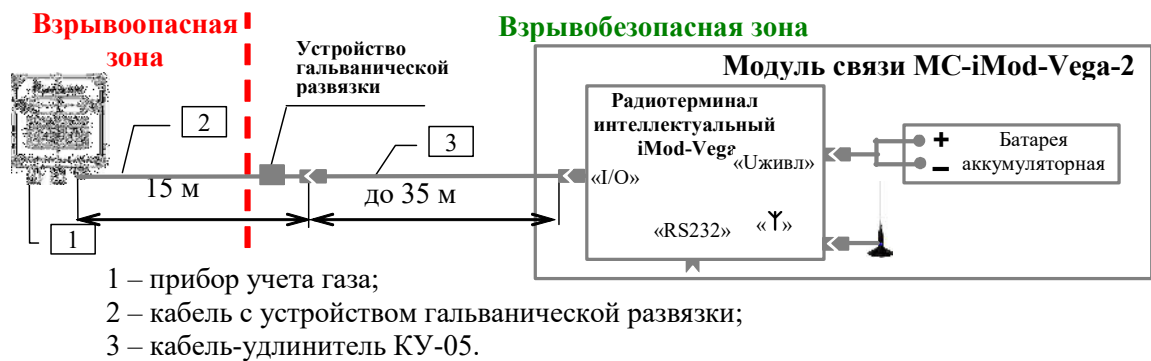 Взрывоопасная
зона
Взрывобезопасная зона
Устройство
гальванической
развязки
Модуль связи МС-iMod-Vega-2
Радиотерминал
интеллектуальный
iMod-Vega
«Uживл»
+
–
Батарея
аккумуляторная
2
3
«I/O»
15 м
до 35 м
«RS232»
« »
1
1 – прибор учета газа;
2 – кабель с устройством гальванической развязки;
3 – кабель-удлинитель КУ-05.